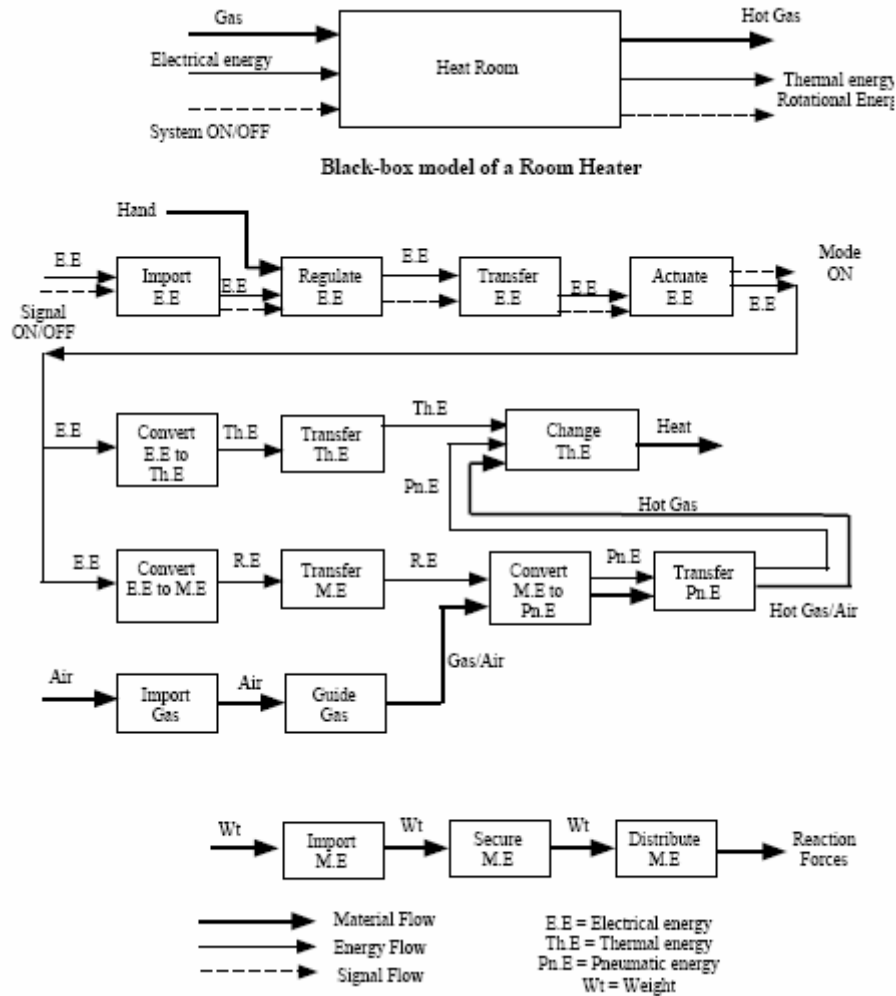 Gas
Hot Gas
Electrical energy
Heat Room
Thermal energy
Rotational Energ
System ON/OFF
Black-box model of a Room Heater
Hand
E.E
E.E
Mode
ON
Import
E.E
E.E
Regulate
E.E
Transfer
E.E
E.E
Actuate
E.E
E.E
Signal
ON/OFF
E.E
Convert
E.E to
Th.E
Th.E
Transfer
Th.E
Th.E
Change
Th.E
Heat
Pn.E
Hot Gas
E.E
Convert
E.E to M.E
R.E
Transfer
M.E
R.E
Convert
M.E to
Pn.E
Pn.E
Transfer
Pn.E
Hot Gas/Air
Gas/Air
Air
Import
Gas
Air
Guide
Gas
Wt
Import
M.E
Wt
Secure
M.E
Wt
Distribute
M.E
Reaction
Forces
Material Flow
Energy Flow
Signal Flow
E.E = Electrical energy
Th.E = Thermal energy
Pn.E = Pneumatic energy
Wt = Weight